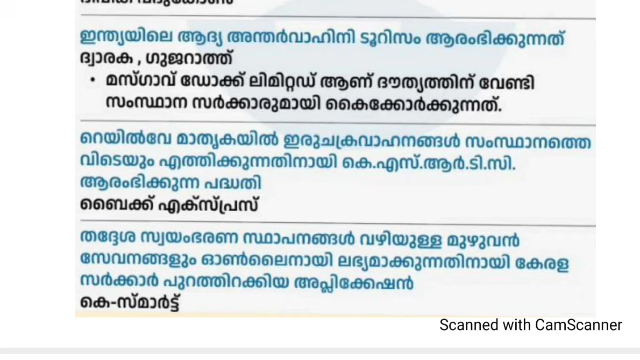 ഇന്ത്യയിലെ ആദ്യ അന്തർവാഹിനി ടൂറിസം ആരംഭിക്കുന്നത്
ദ്വാരക , ഗുജറാത്ത്
• മസ്ഗാവ് ഡോക്ക് ലിമിറ്റഡ് ആണ് ദൗത്യത്തിന് വേണ്ടി
സംസ്ഥാന സർക്കാരുമായി കൈക്കോർക്കുന്നത്.
റെയിൽവേ മാതൃകയിൽ ഇരുചക്രവാഹനങ്ങൾ സംസ്ഥാനത്തെ
വിടെയും എത്തിക്കുന്നതിനായി കെ.എസ്.ആർ.ടി.സി.
ആരംഭിക്കുന്ന പദ്ധതി
ബൈക്ക് എക്സ്പ്രസ്
തദ്ദേശ സ്വയംഭരണ സ്ഥാപനങ്ങൾ വഴിയുള്ള മുഴുവൻ
സേവനങ്ങളും ഓൺലൈനായി ലഭ്യമാക്കുന്നതിനായി കേരള
സർക്കാർ പുറത്തിറക്കിയ അപ്ലിക്കേഷൻ
കെ-സ്മാർട്ട്
Scanned with CamScanner